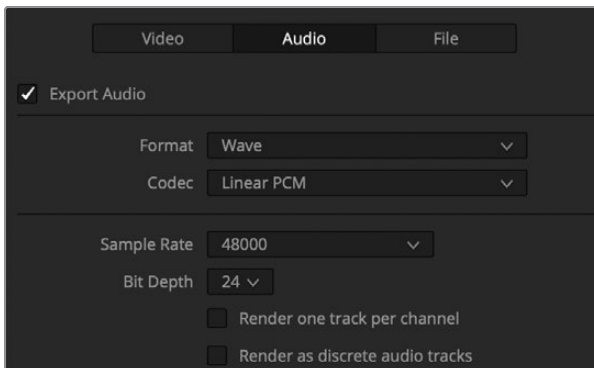 Video Audio File
Export Audio
Format Wave
Codec Linear PCM
Sample Rate 48000
Bit Depth 24
Render one track per channel
Render as discrete audio tracks